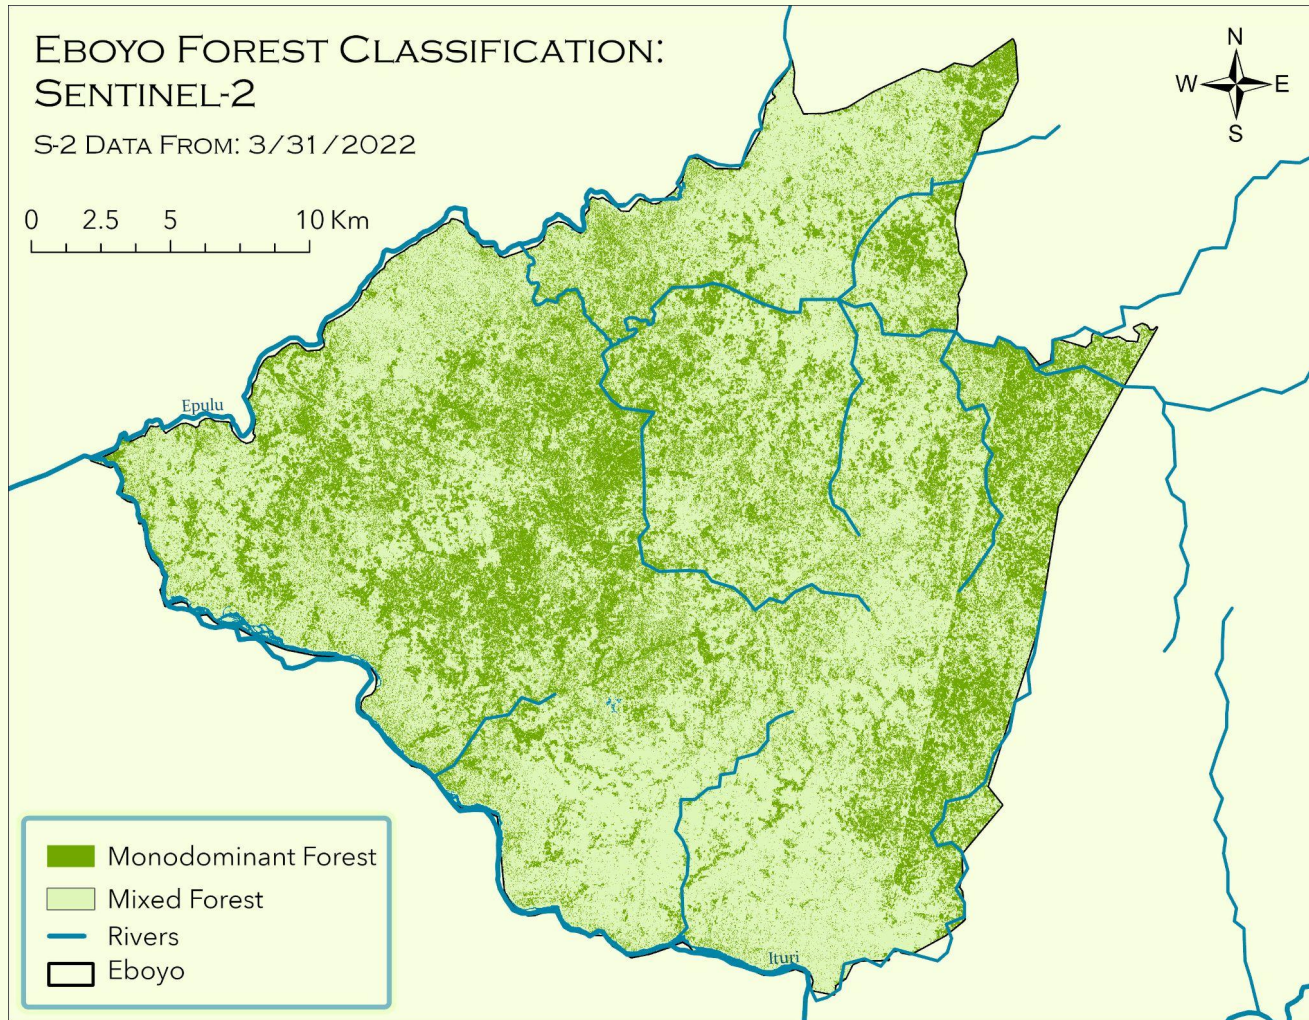 EBOYO FOREST CLASSIFICATION:
SENTINEL-2
S-2 DATA FROM: 3/31/2022
0 2.5 5 10 Km
N
W E
S
Epulu
Ituri
Monodominant Forest
Mixed Forest
Rivers
Eboyo